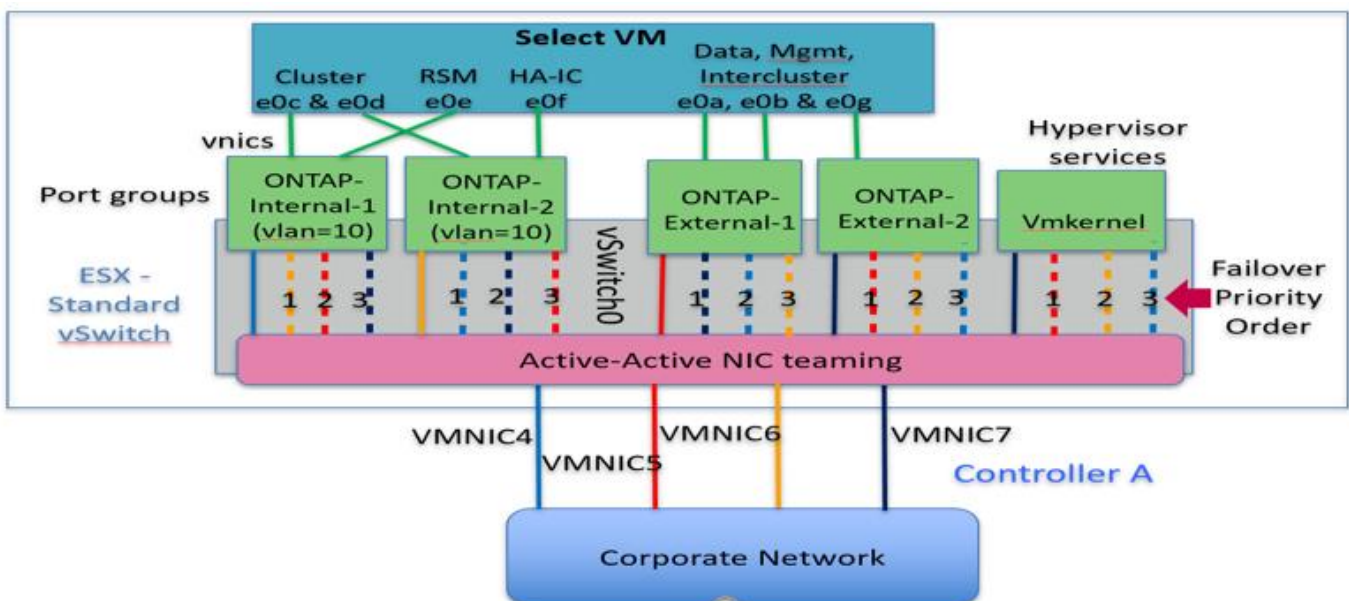 Select VM
Cluster
e0c & e0d
RSM
e0e
HA-IC
e0f
Data, Mgmt,
Intercluster
e0a, e0b & e0g
vnics
Hypervisor
services
Port groups
ONTAP-
Internal-1
(vlan=10)
ONTAP-
Internal-2
(vlan=10)
vSwitch0
ONTAP-
External-1
ONTAP-
External-2
Vmkernel
ESX -
Standard
vSwitch
1 2 3
1 2 3
1 2 3
1 2 3
1 2 3
Failover
Priority
Order
Active-Active NIC teaming
VMNIC4
VMNIC5
VMNIC6
VMNIC7
Controller A
Corporate Network